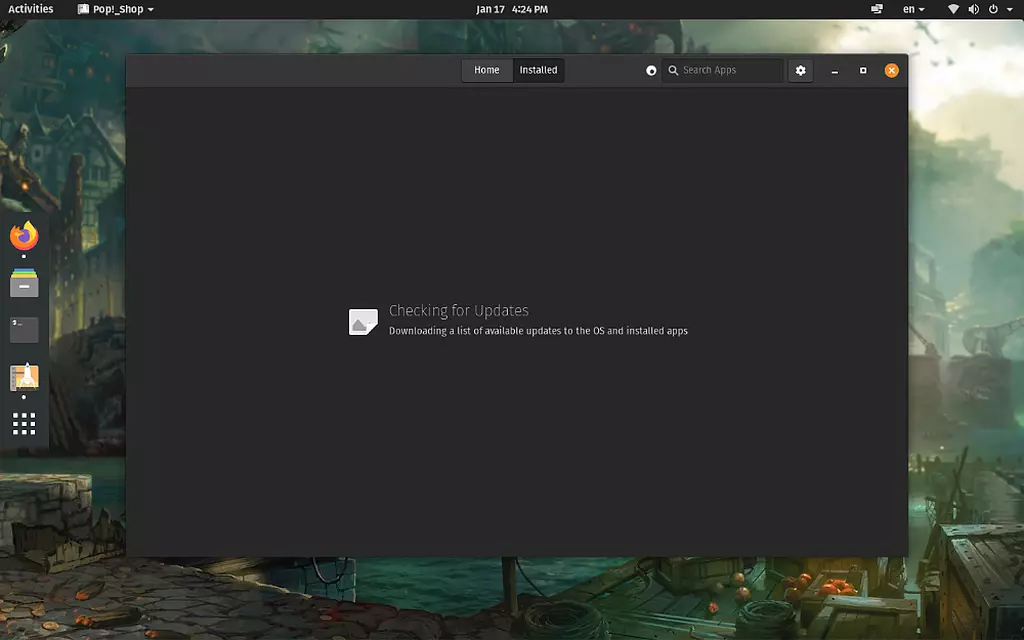 Activities
Pop!_Shop
Jan 17 4:24 PM
en
Home
Installed
Search Apps
Checking for Updates
Downloading a list of available updates to the OS and installed apps
$_